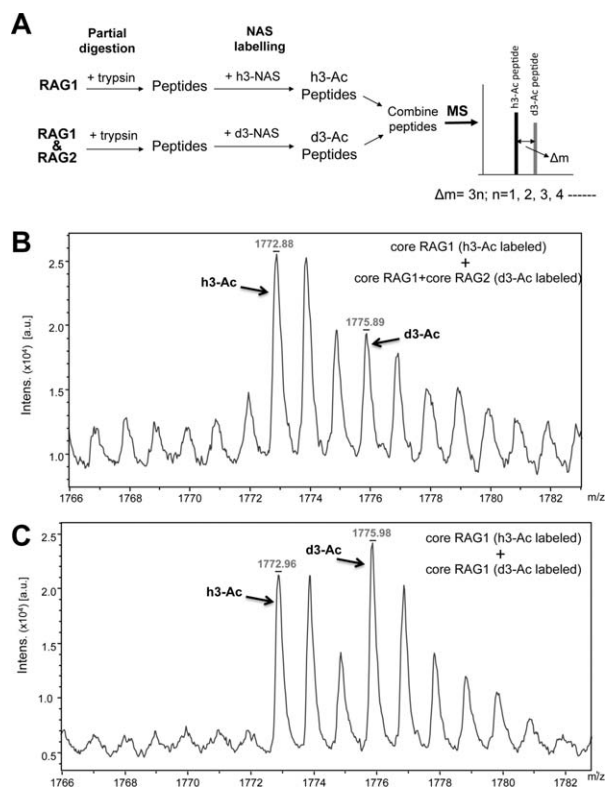 A
Partial
digestion
NAS
labelling
RAG1
+ trypsin
Peptides
+ h3-NAS
h3-Ac
Peptides
RAG1
&
RAG2
+ trypsin
Peptides
+ d3-NAS
d3-Ac
Peptides
Combine
peptides
MS
h3-Ac peptide
d3-Ac peptide
Δm
Δm= 3n; n=1, 2, 3, 4 ------
B
1772.88
h3-Ac
1775.89
d3-Ac
core RAG1 (h3-Ac labeled)
+
core RAG1+core RAG2 (d3-Ac labeled)
Intens. (x10⁴) [a.u.]
2.5
2.0
1.5
1.0
1766 1768 1770 1772 1774 1776 1778 1780 1782 m/z
C
1772.96
h3-Ac
1775.98
d3-Ac
core RAG1 (h3-Ac labeled)
+
core RAG1 (d3-Ac labeled)
Intens. (x10⁴) [a.u.]
2.5
2.0
1.5
1.0
0.5
1766 1768 1770 1772 1774 1776 1778 1780 1782 m/z